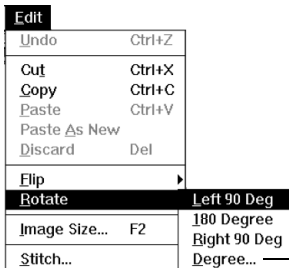 Edit
Undo Ctrl+Z
Cut Ctrl+X
Copy Ctrl+C
Paste Ctrl+V
Paste As New
Discard Del
Flip
Rotate Left 90 Deg
180 Degree
Image Size... F2 Right 90 Deg
Stitch... Degree...